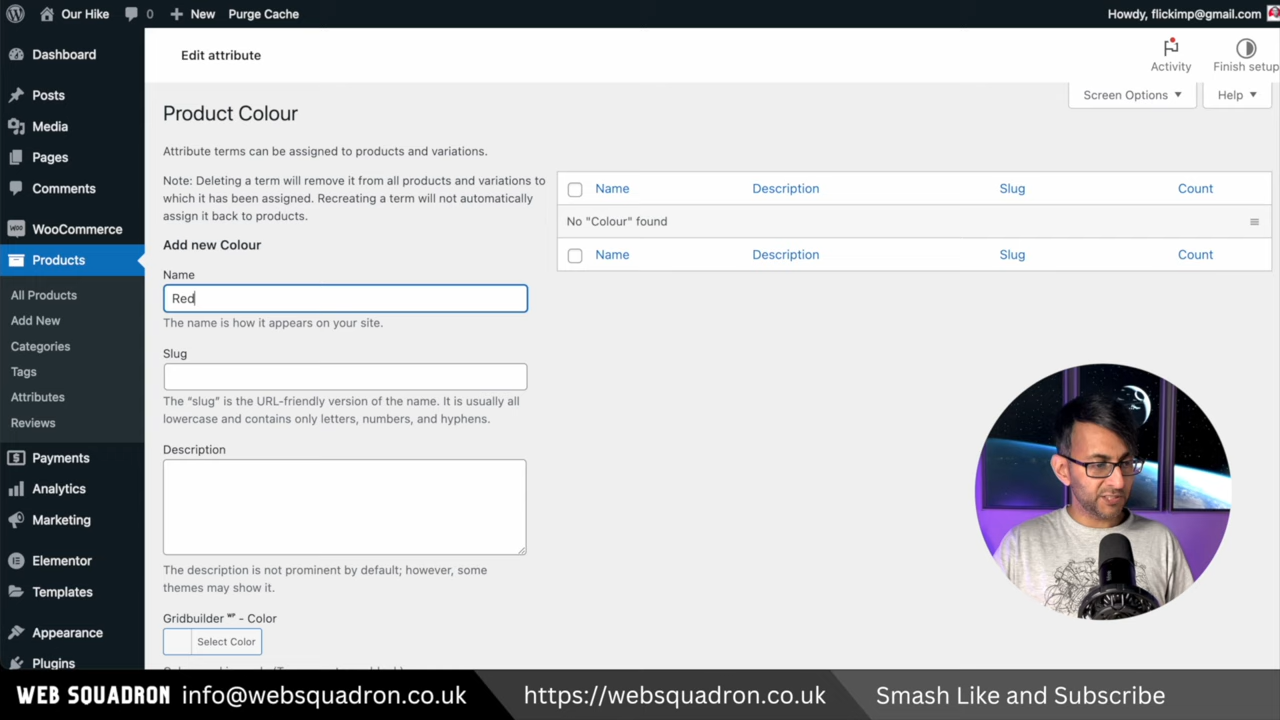 Our Hike
0
New
Purge Cache
Howdy, flickimp@gmail.com
Dashboard
Posts
Media
Pages
Comments
WooCommerce
Products
All Products
Add New
Categories
Tags
Attributes
Reviews
Payments
Analytics
Marketing
Elementor
Templates
Appearance
Plugins
Edit attribute
Activity
Finish setup
Screen Options
Help
Product Colour
Attribute terms can be assigned to products and variations.
Note: Deleting a term will remove it from all products and variations to
which it has been assigned. Recreating a term will not automatically
assign it back to products.
Add new Colour
Name
Red
The name is how it appears on your site.
Slug
The “slug” is the URL-friendly version of the name. It is usually all
lowercase and contains only letters, numbers, and hyphens.
Description
The description is not prominent by default; however, some
themes may show it.
Gridbuilder ᵂᴾ - Color
Select Color
Name Description Slug Count
No "Colour" found
Name Description Slug Count
WEB SQUADRON info@websquadron.co.uk https://websquadron.co.uk Smash Like and Subscribe